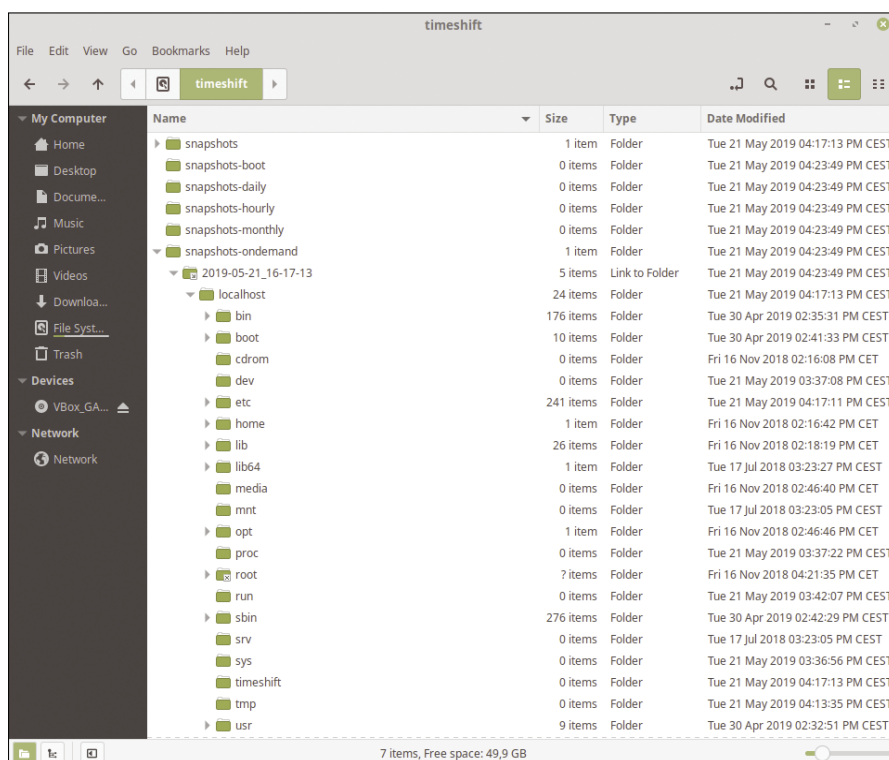 timeshift
File Edit View Go Bookmarks Help
timeshift
My Computer
Home
Desktop
Docume...
Music
Pictures
Videos
Downloa...
File Syst...
Trash
Devices
VBox_GA...
Network
Network
Name Size Type Date Modified
snapshots 1 item Folder Tue 21 May 2019 04:17:13 PM CEST
snapshots-boot 0 items Folder Tue 21 May 2019 04:23:49 PM CEST
snapshots-daily 0 items Folder Tue 21 May 2019 04:23:49 PM CEST
snapshots-hourly 0 items Folder Tue 21 May 2019 04:23:49 PM CEST
snapshots-monthly 0 items Folder Tue 21 May 2019 04:23:49 PM CEST
snapshots-ondemand 1 item Folder Tue 21 May 2019 04:23:49 PM CEST
2019-05-21_16-17-13 5 items Link to Folder Tue 21 May 2019 04:23:49 PM CEST
localhost 24 items Folder Tue 21 May 2019 04:17:13 PM CEST
bin 176 items Folder Tue 30 Apr 2019 02:35:31 PM CEST
boot 10 items Folder Tue 30 Apr 2019 02:41:33 PM CEST
cdrom 0 items Folder Fri 16 Nov 2018 02:16:08 PM CET
dev 0 items Folder Tue 21 May 2019 03:37:08 PM CEST
etc 241 items Folder Tue 21 May 2019 04:17:11 PM CEST
home 1 item Folder Fri 16 Nov 2018 02:16:42 PM CET
lib 26 items Folder Fri 16 Nov 2018 02:18:19 PM CET
lib64 1 item Folder Tue 17 Jul 2018 03:23:27 PM CEST
media 0 items Folder Fri 16 Nov 2018 02:46:40 PM CET
mnt 0 items Folder Tue 17 Jul 2018 03:23:05 PM CEST
opt 1 item Folder Fri 16 Nov 2018 02:46:46 PM CET
proc 0 items Folder Tue 21 May 2019 03:37:22 PM CEST
root ? items Folder Fri 16 Nov 2018 04:21:35 PM CET
run 0 items Folder Tue 21 May 2019 03:42:07 PM CEST
sbin 276 items Folder Tue 30 Apr 2019 02:42:29 PM CEST
srv 0 items Folder Tue 17 Jul 2018 03:23:05 PM CEST
sys 0 items Folder Tue 21 May 2019 03:36:56 PM CEST
timeshift 0 items Folder Tue 21 May 2019 04:17:13 PM CEST
tmp 0 items Folder Tue 21 May 2019 04:13:35 PM CEST
usr 9 items Folder Tue 30 Apr 2019 02:32:51 PM CEST
7 items, Free space: 49,9 GB